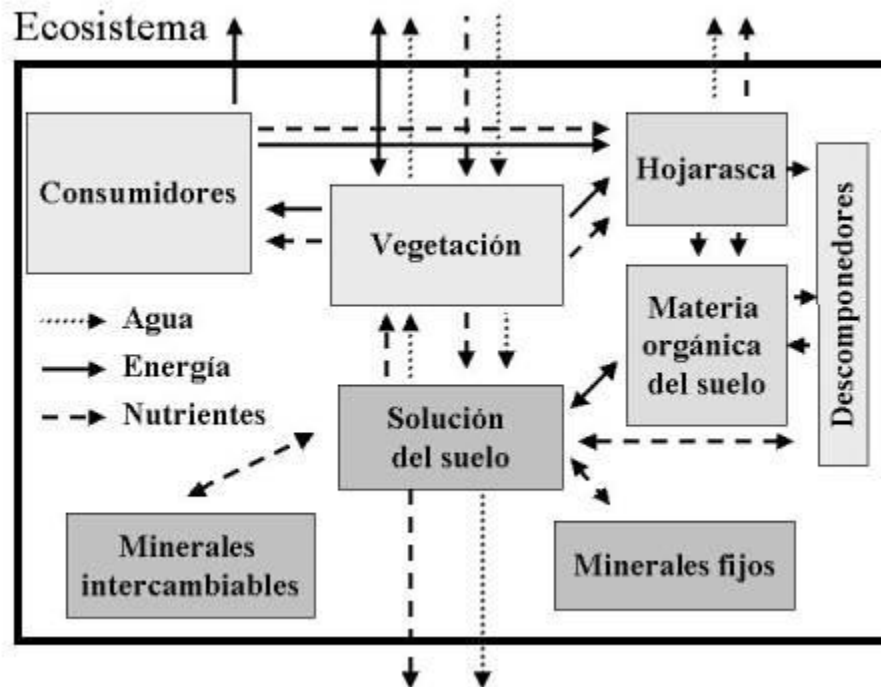 Ecosistema
Consumidores
Hojarasca
Descomponedores
Vegetación
Agua
Energía
Nutrientes
Materia
orgánica
del suelo
Solución
del suelo
Minerales
intercambiables
Minerales fijos